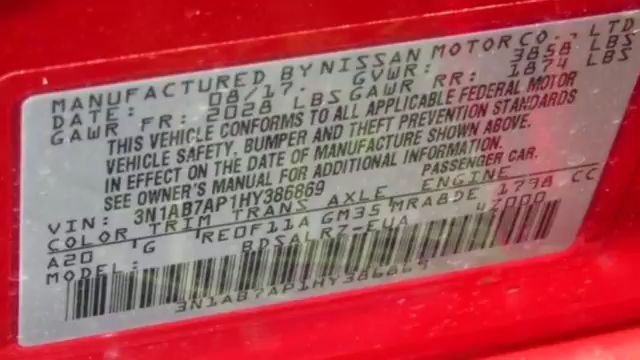 MANUFACTURED BY NISSAN MOTOR CO., LTD
DATE: 08/17. GVWR: 3858 LBS
GAWR FR: 2028 LBS GAWR RR: 1874 LBS
THIS VEHICLE CONFORMS TO ALL APPLICABLE FEDERAL MOTOR
VEHICLE SAFETY, BUMPER AND THEFT PREVENTION STANDARDS
IN EFFECT ON THE DATE OF MANUFACTURE SHOWN ABOVE.
SEE OWNER'S MANUAL FOR ADDITIONAL INFORMATION.
VIN: 3N1AB7AP1HY386869 PASSENGER CAR.
COLOR TRIM TRANS AXLE ENGINE
A20 G RE0F11A GM35 MRA8DE 1798 CC
MODEL: BDSALRZ-EUA 47000
3N1AB7AP1HY386869